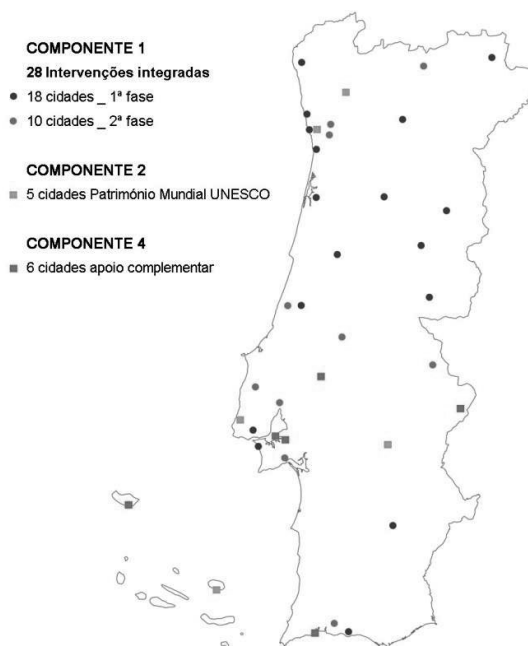 COMPONENTE 1
28 Intervenções integradas
18 cidades _ 1ª fase
10 cidades _ 2ª fase
COMPONENTE 2
5 cidades Património Mundial UNESCO
COMPONENTE 4
6 cidades apoio complementar